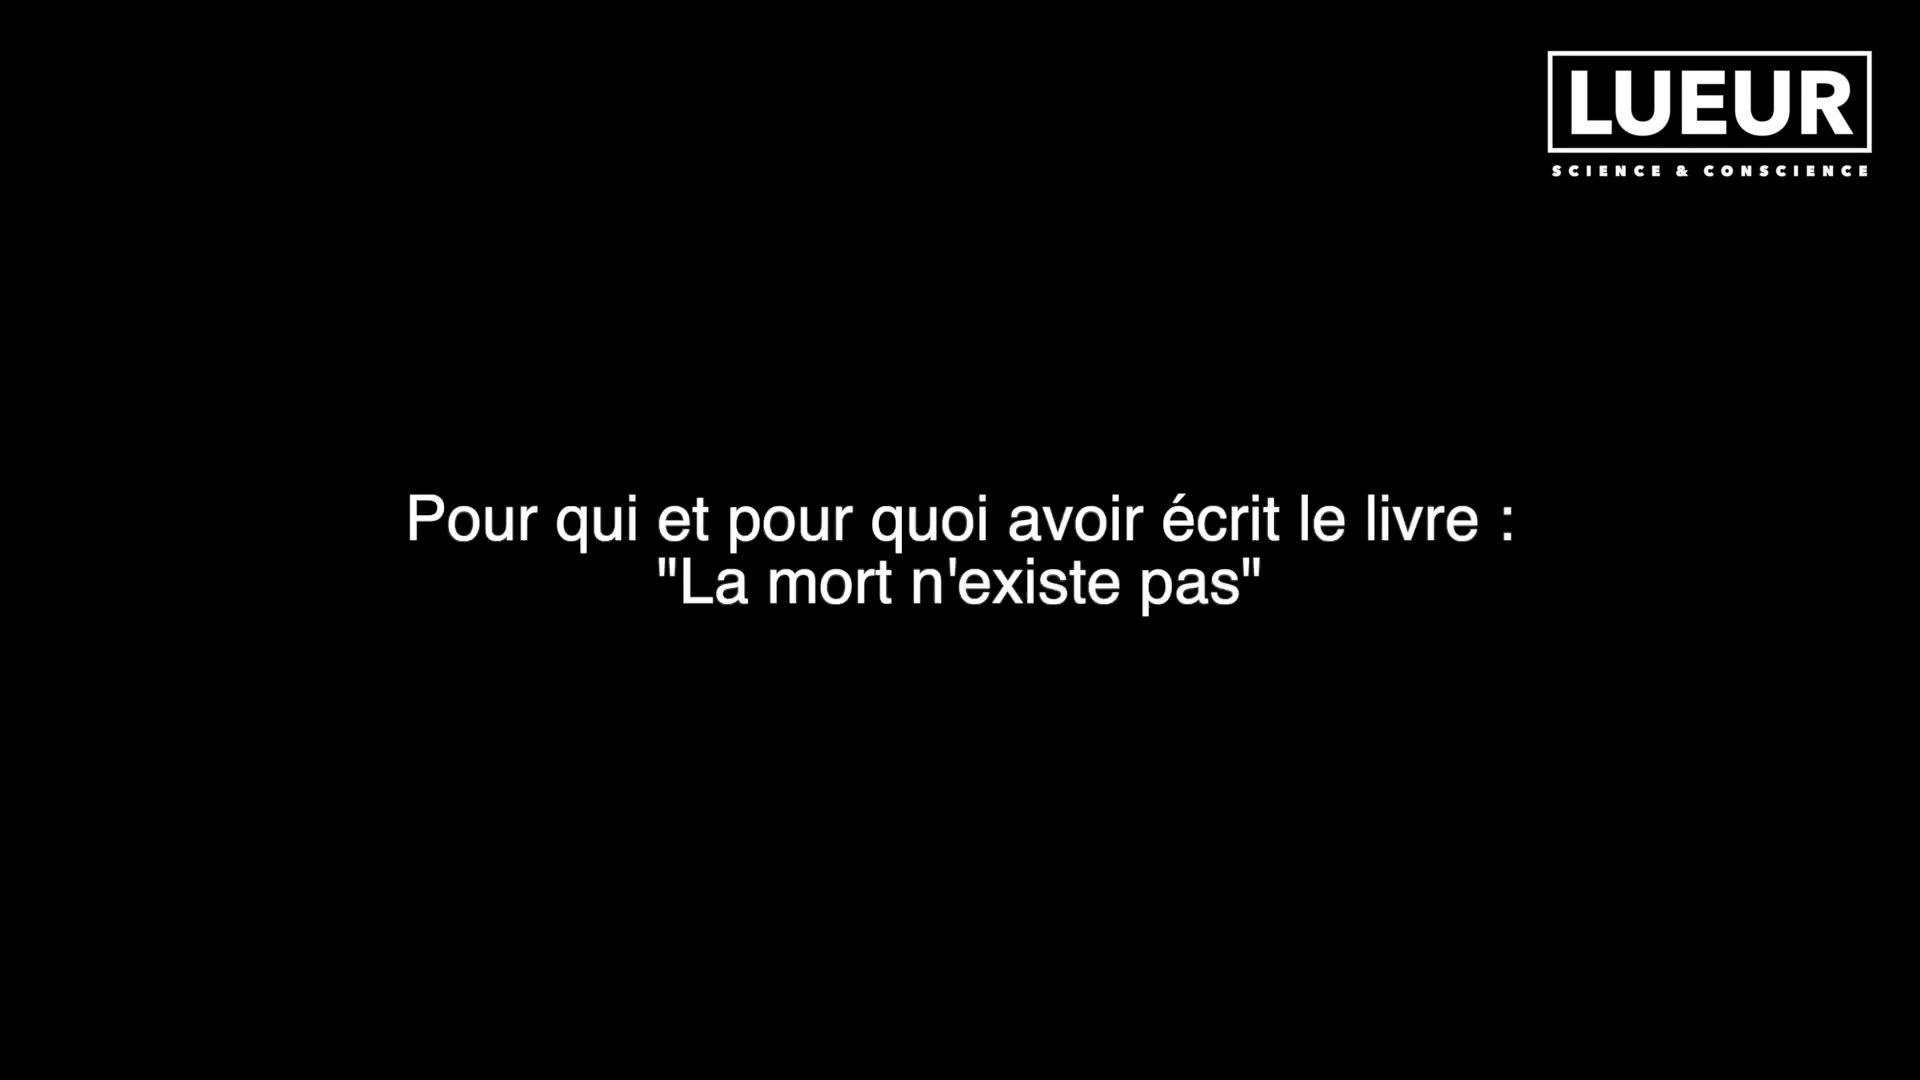 LUEUR
SCIENCE & CONSCIENCE
Pour qui et pour quoi avoir écrit le livre :
"La mort n'existe pas"